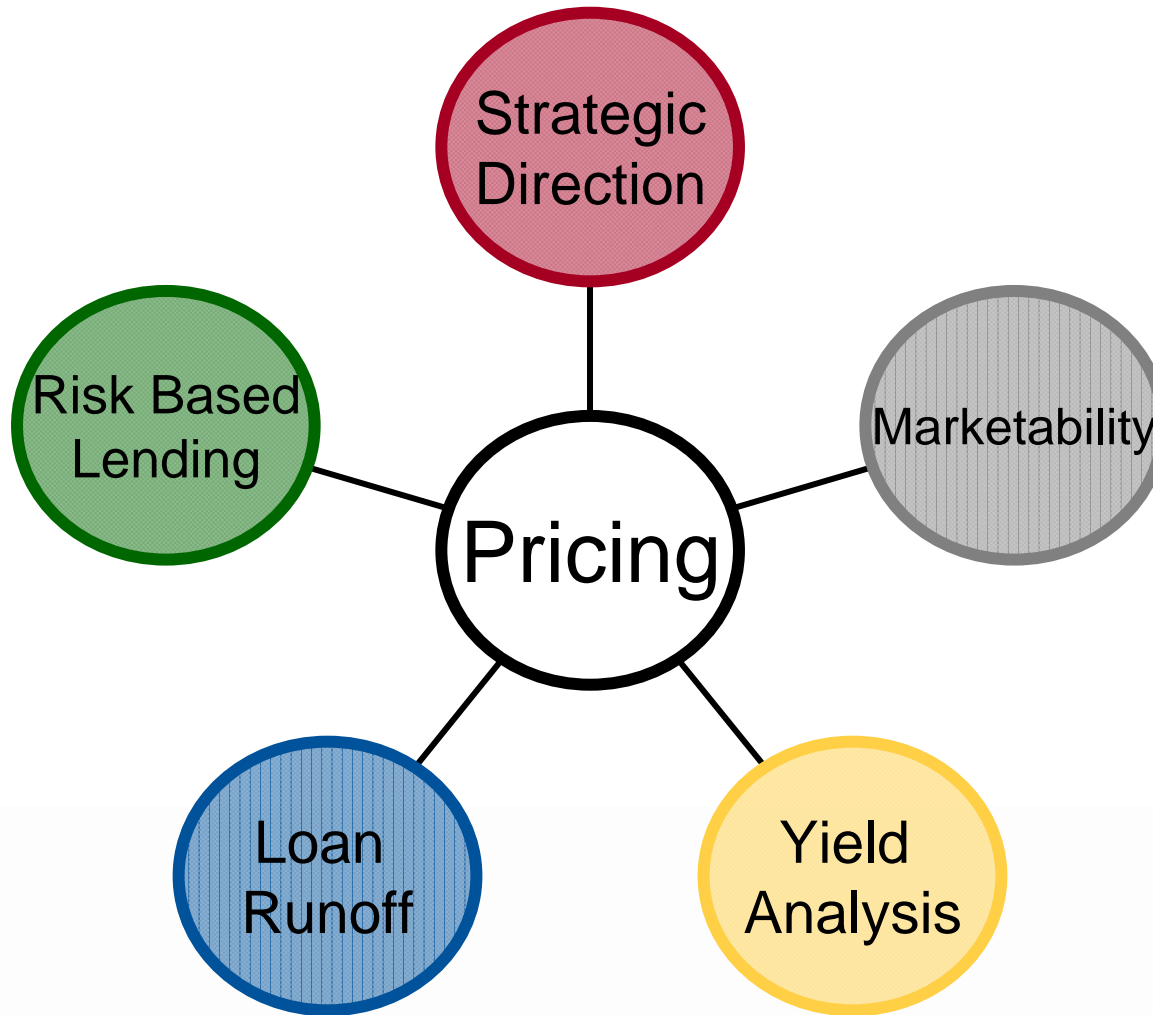 Strategic
Direction
Risk Based
Lending
Marketability
Pricing
Loan
Runoff
Yield
Analysis